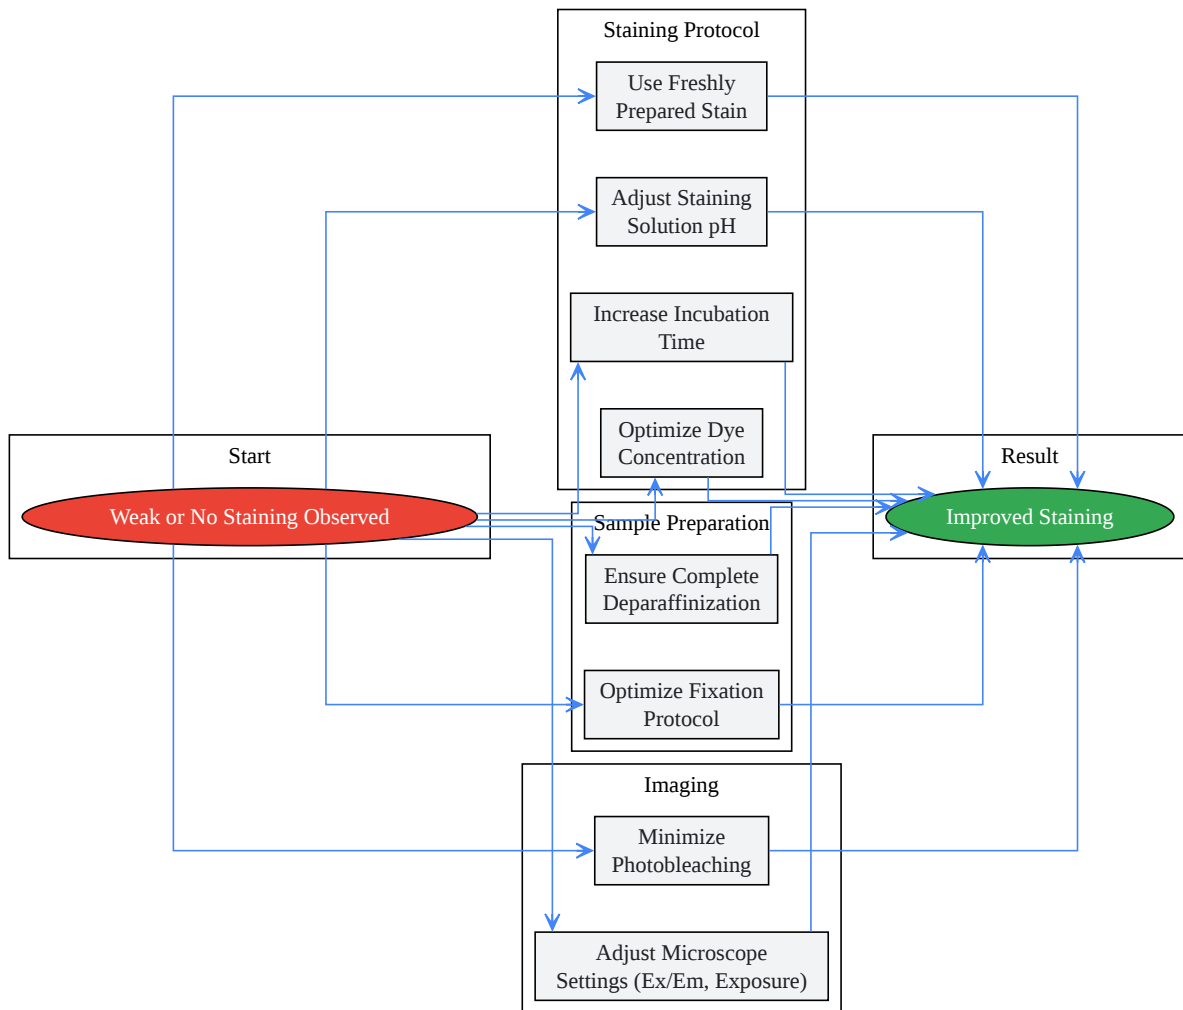 Staining Protocol
Use Freshly
Prepared Stain
Adjust Staining
Solution pH
Increase Incubation
Time
Optimize Dye
Concentration
Start
Weak or No Staining Observed
Result
Improved Staining
Sample Preparation
Ensure Complete
Deparaffinization
Optimize Fixation
Protocol
Imaging
Minimize
Photobleaching
Adjust Microscope
Settings (Ex/Em, Exposure)